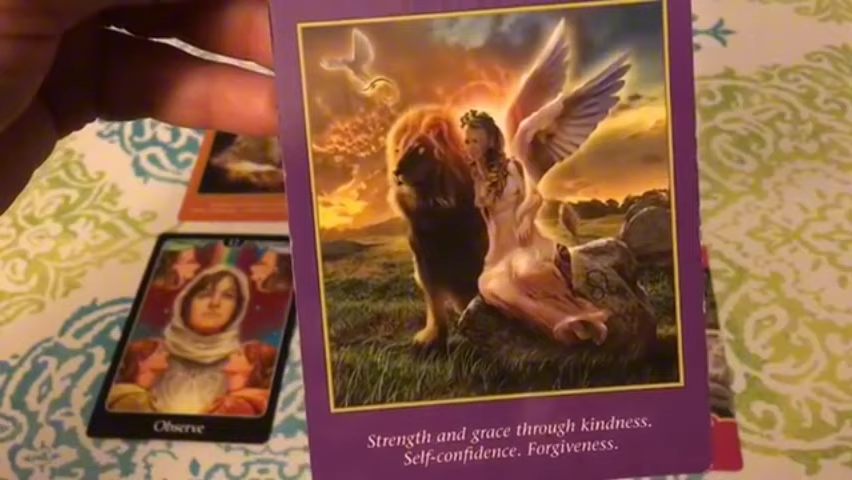 Observe
Strength and grace through kindness.
Self-confidence. Forgiveness.